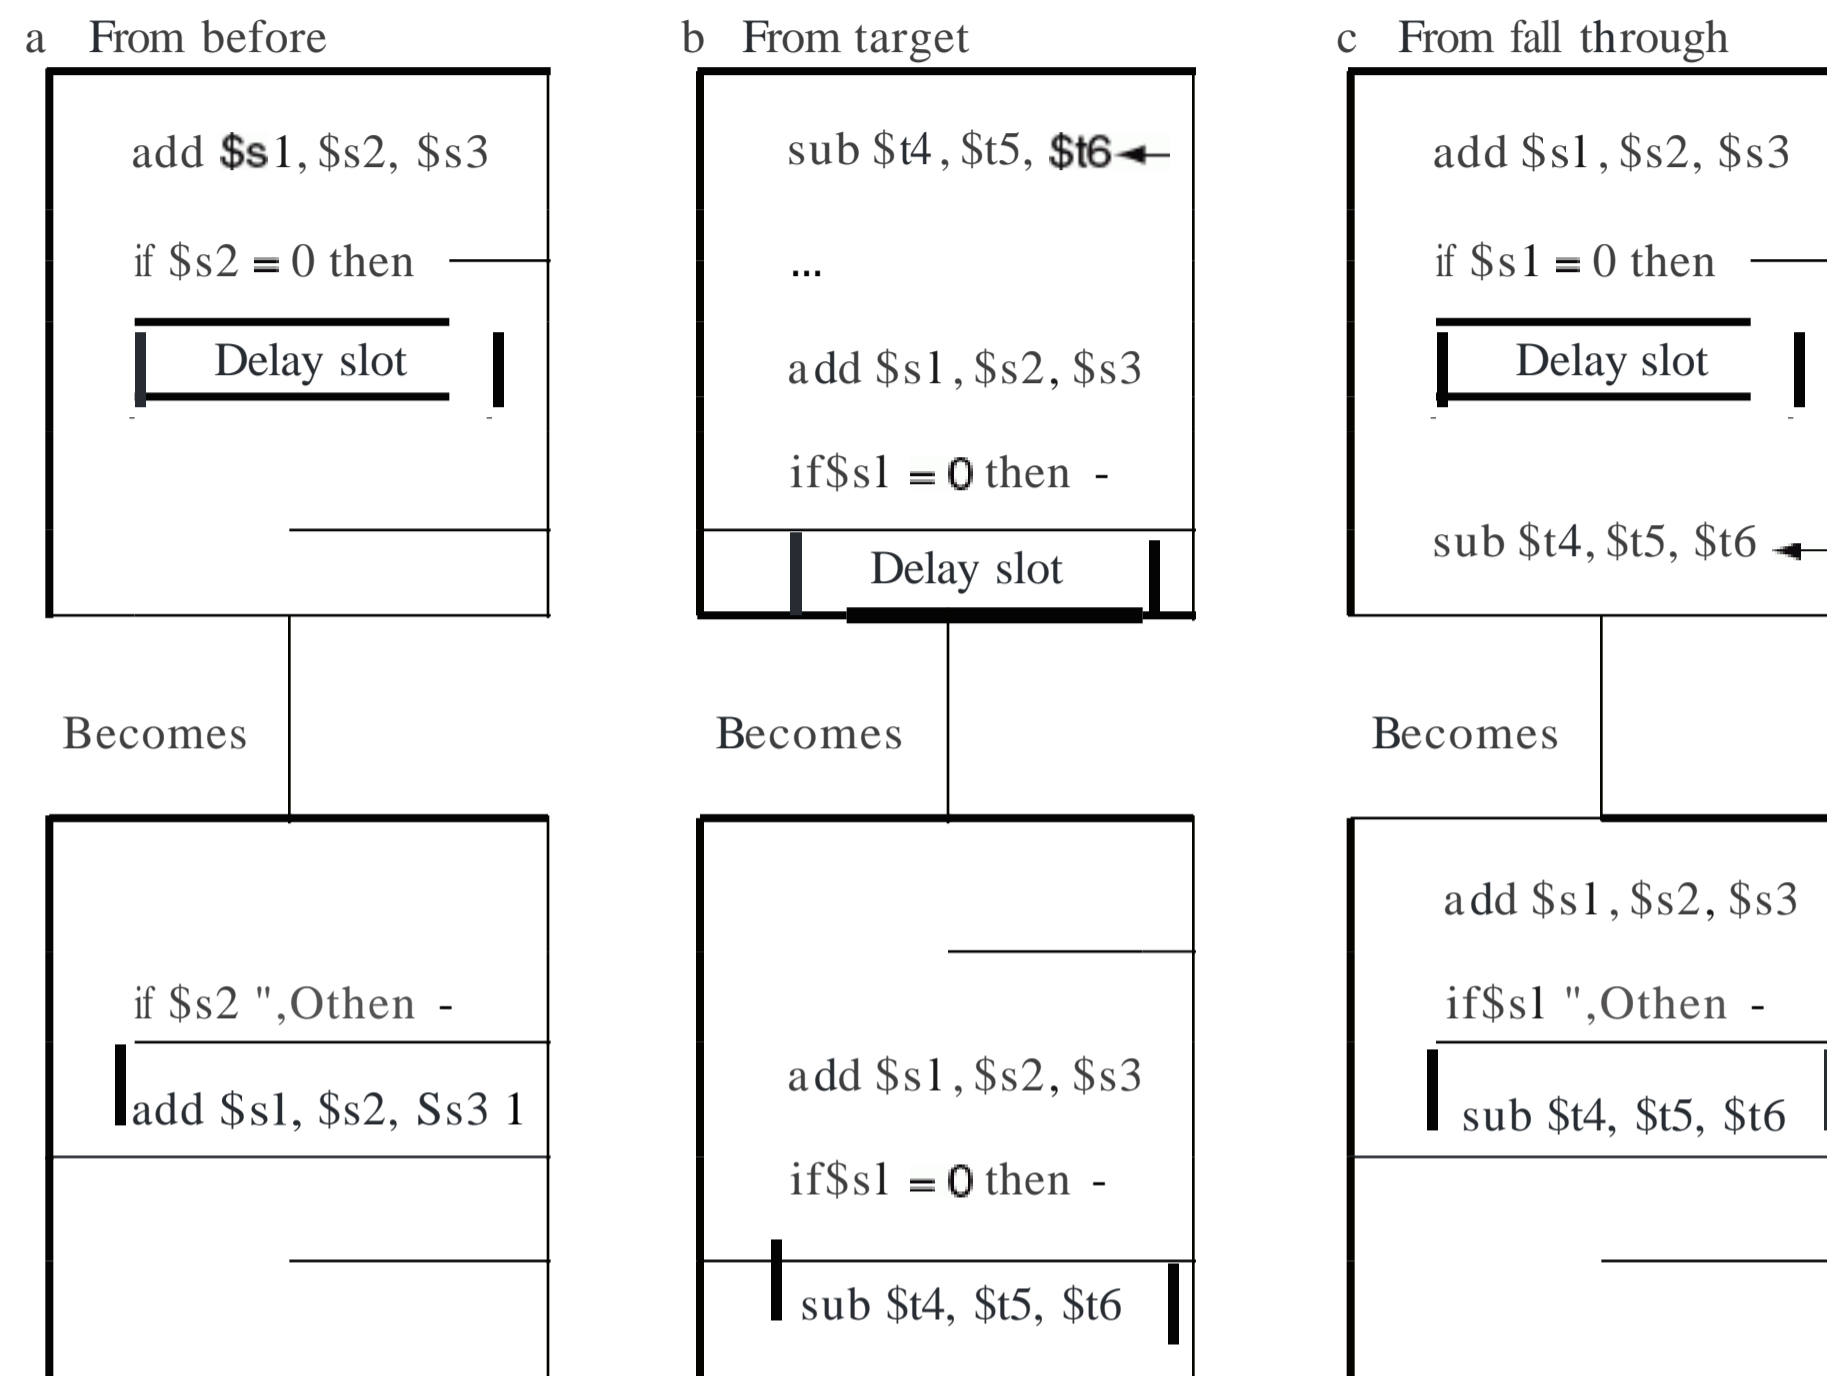 a From before
add $s1, $s2, $s3
if $s2 = 0 then
Delay slot
Becomes
if $s2 ",Othen -
add $s1, $s2, Ss3 1
b From target
sub $t4, $t5, $t6
...
add $s1, $s2, $s3
if$s1 = 0 then -
Delay slot
Becomes
add $s1, $s2, $s3
if$s1 = 0 then -
sub $t4, $t5, $t6
c From fall through
add $s1, $s2, $s3
if $s1 = 0 then
Delay slot
sub $t4, $t5, $t6
Becomes
add $s1, $s2, $s3
if$s1 ",Othen -
sub $t4, $t5, $t6